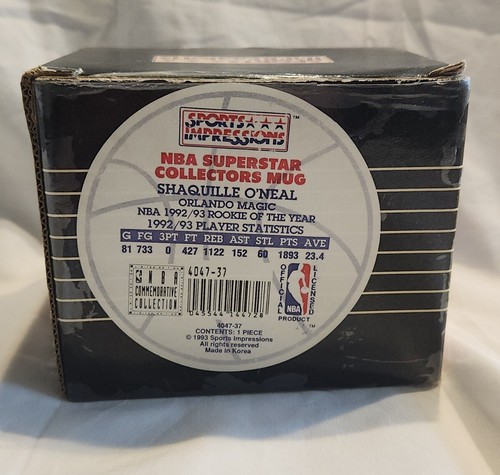 SPORTS ★★★ ™
IMPRESSIONS
NBA SUPERSTAR
COLLECTORS MUG
SHAQUILLE O'NEAL
ORLANDO MAGIC
NBA 1992/93 ROOKIE OF THE YEAR
1992/93 PLAYER STATISTICS
G FG 3PT FT REB AST STL PTS AVE
81 733 0 427 1122 152 60 1893 23.4
NBA
COMMEMORATIVE
COLLECTION
4047-37
OFFICIAL
NBA
LICENSED
PRODUCT ™
4047-37
CONTENTS: 1 PIECE
© 1993 Sports Impressions
All rights reserved
Made in Korea